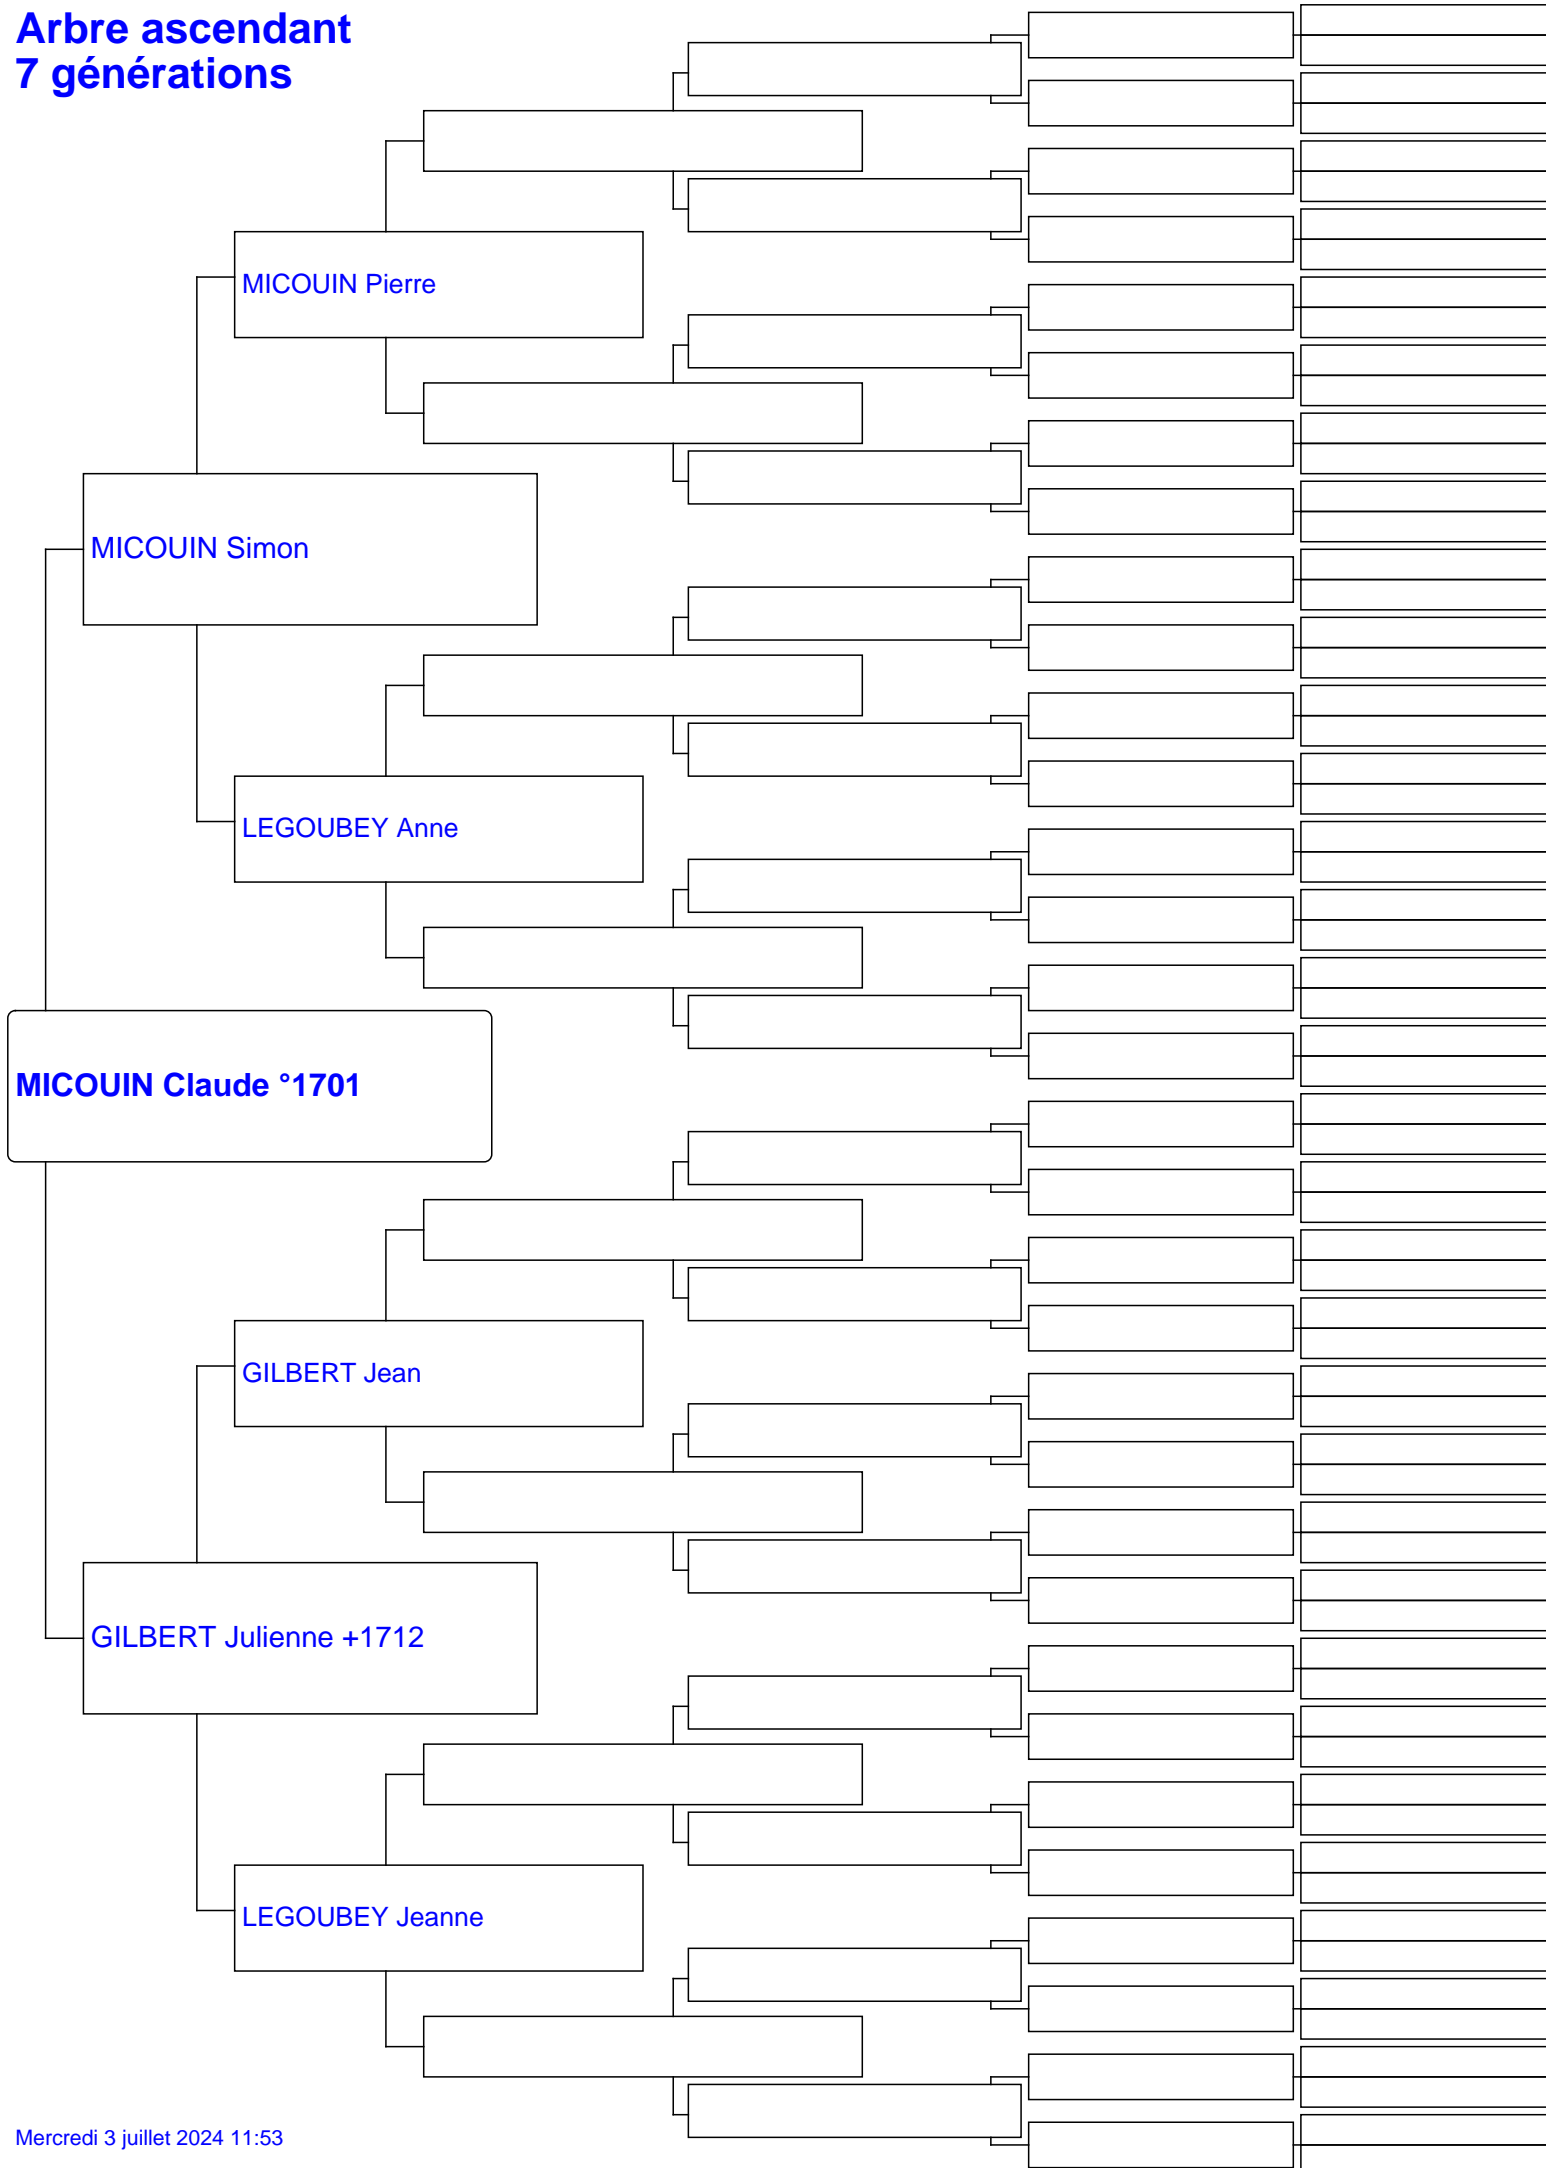 Arbre ascendant
7 générations
MICOUIN Pierre
MICOUIN Simon
LEGOUBEY Anne
MICOUIN Claude °1701
GILBERT Jean
GILBERT Julienne +1712
LEGOUBEY Jeanne
Mercredi 3 juillet 2024 11:53